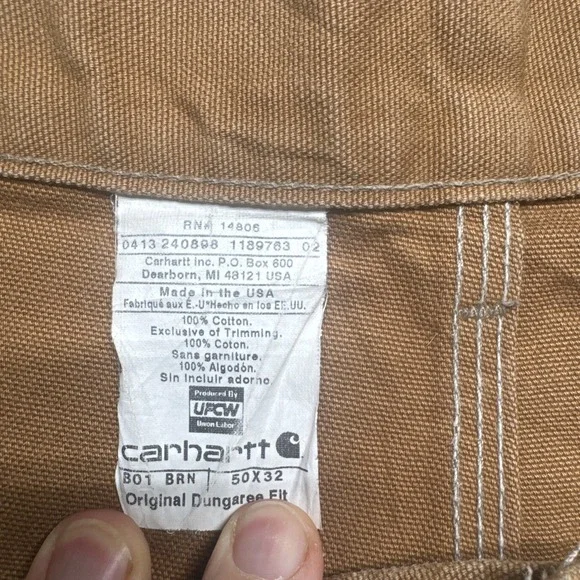 RN# 14806
0413 240898 1189763 02
Carhartt Inc. P.O. Box 600
Dearborn, MI 48121 USA
Made in the USA
Fabriqué aux É.-U•Hecho en los EE.UU.
100% Cotton.
Exclusive of Trimming.
100% Coton.
Sans garniture.
100% Algodón.
Sin Incluir adorno.
Produced By
UFCW
Union Labor
carhartt
B01 BRN 50X32
Original Dungaree Fit